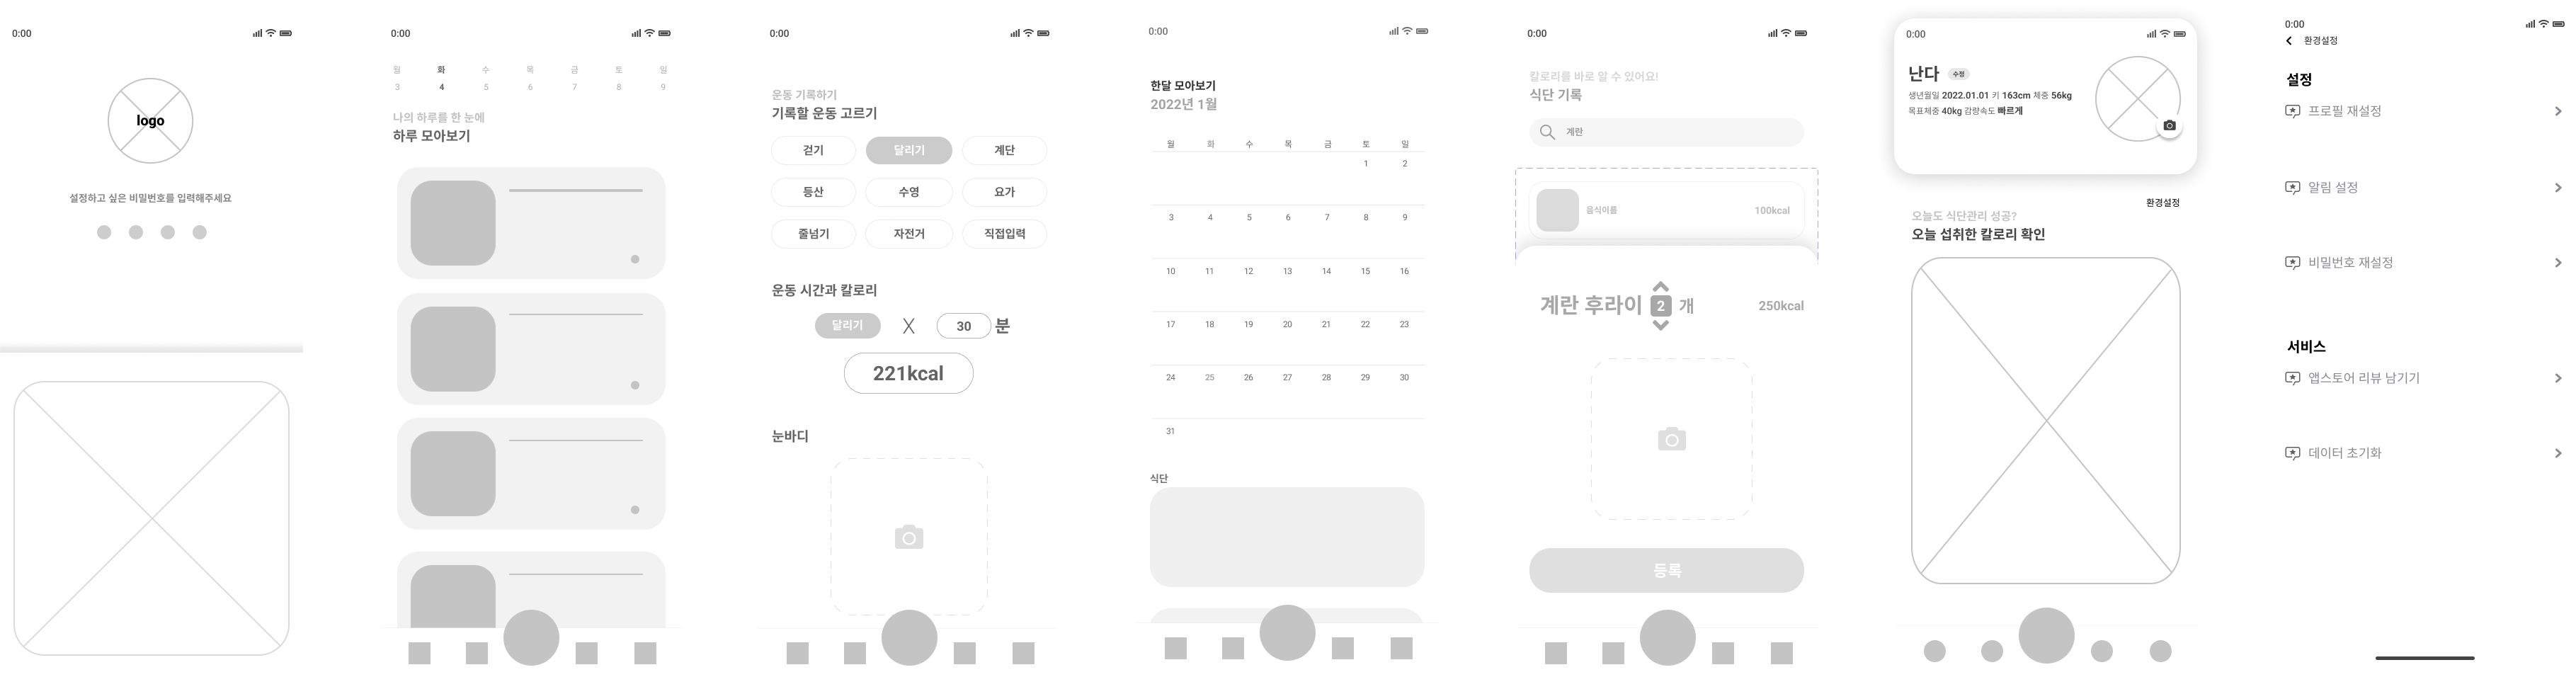 0:00
logo
설정하고 싶은 비밀번호를 입력해주세요
0:00
월 화 수 목 금 토 일
3 4 5 6 7 8 9
나의 하루를 한 눈에
하루 모아보기
0:00
운동 기록하기
기록할 운동 고르기
걷기 달리기 계단
등산 수영 요가
줄넘기 자전거 직접입력
운동 시간과 칼로리
달리기 X 30 분
221kcal
눈바디
0:00
한달 모아보기
2022년 1월
월 화 수 목 금 토 일
1 2
3 4 5 6 7 8 9
10 11 12 13 14 15 16
17 18 19 20 21 22 23
24 25 26 27 28 29 30
31
식단
0:00
칼로리를 바로 알 수 있어요!
식단 기록
계란
음식이름 100kcal
계란 후라이 2 개 250kcal
등록
0:00
난다 수정
생년월일 2022.01.01 키 163cm 체중 56kg
목표체중 40kg 감량속도 빠르게
환경설정
오늘도 식단관리 성공?
오늘 섭취한 칼로리 확인
0:00
환경설정
설정
프로필 재설정
알림 설정
비밀번호 재설정
서비스
앱스토어 리뷰 남기기
데이터 초기화